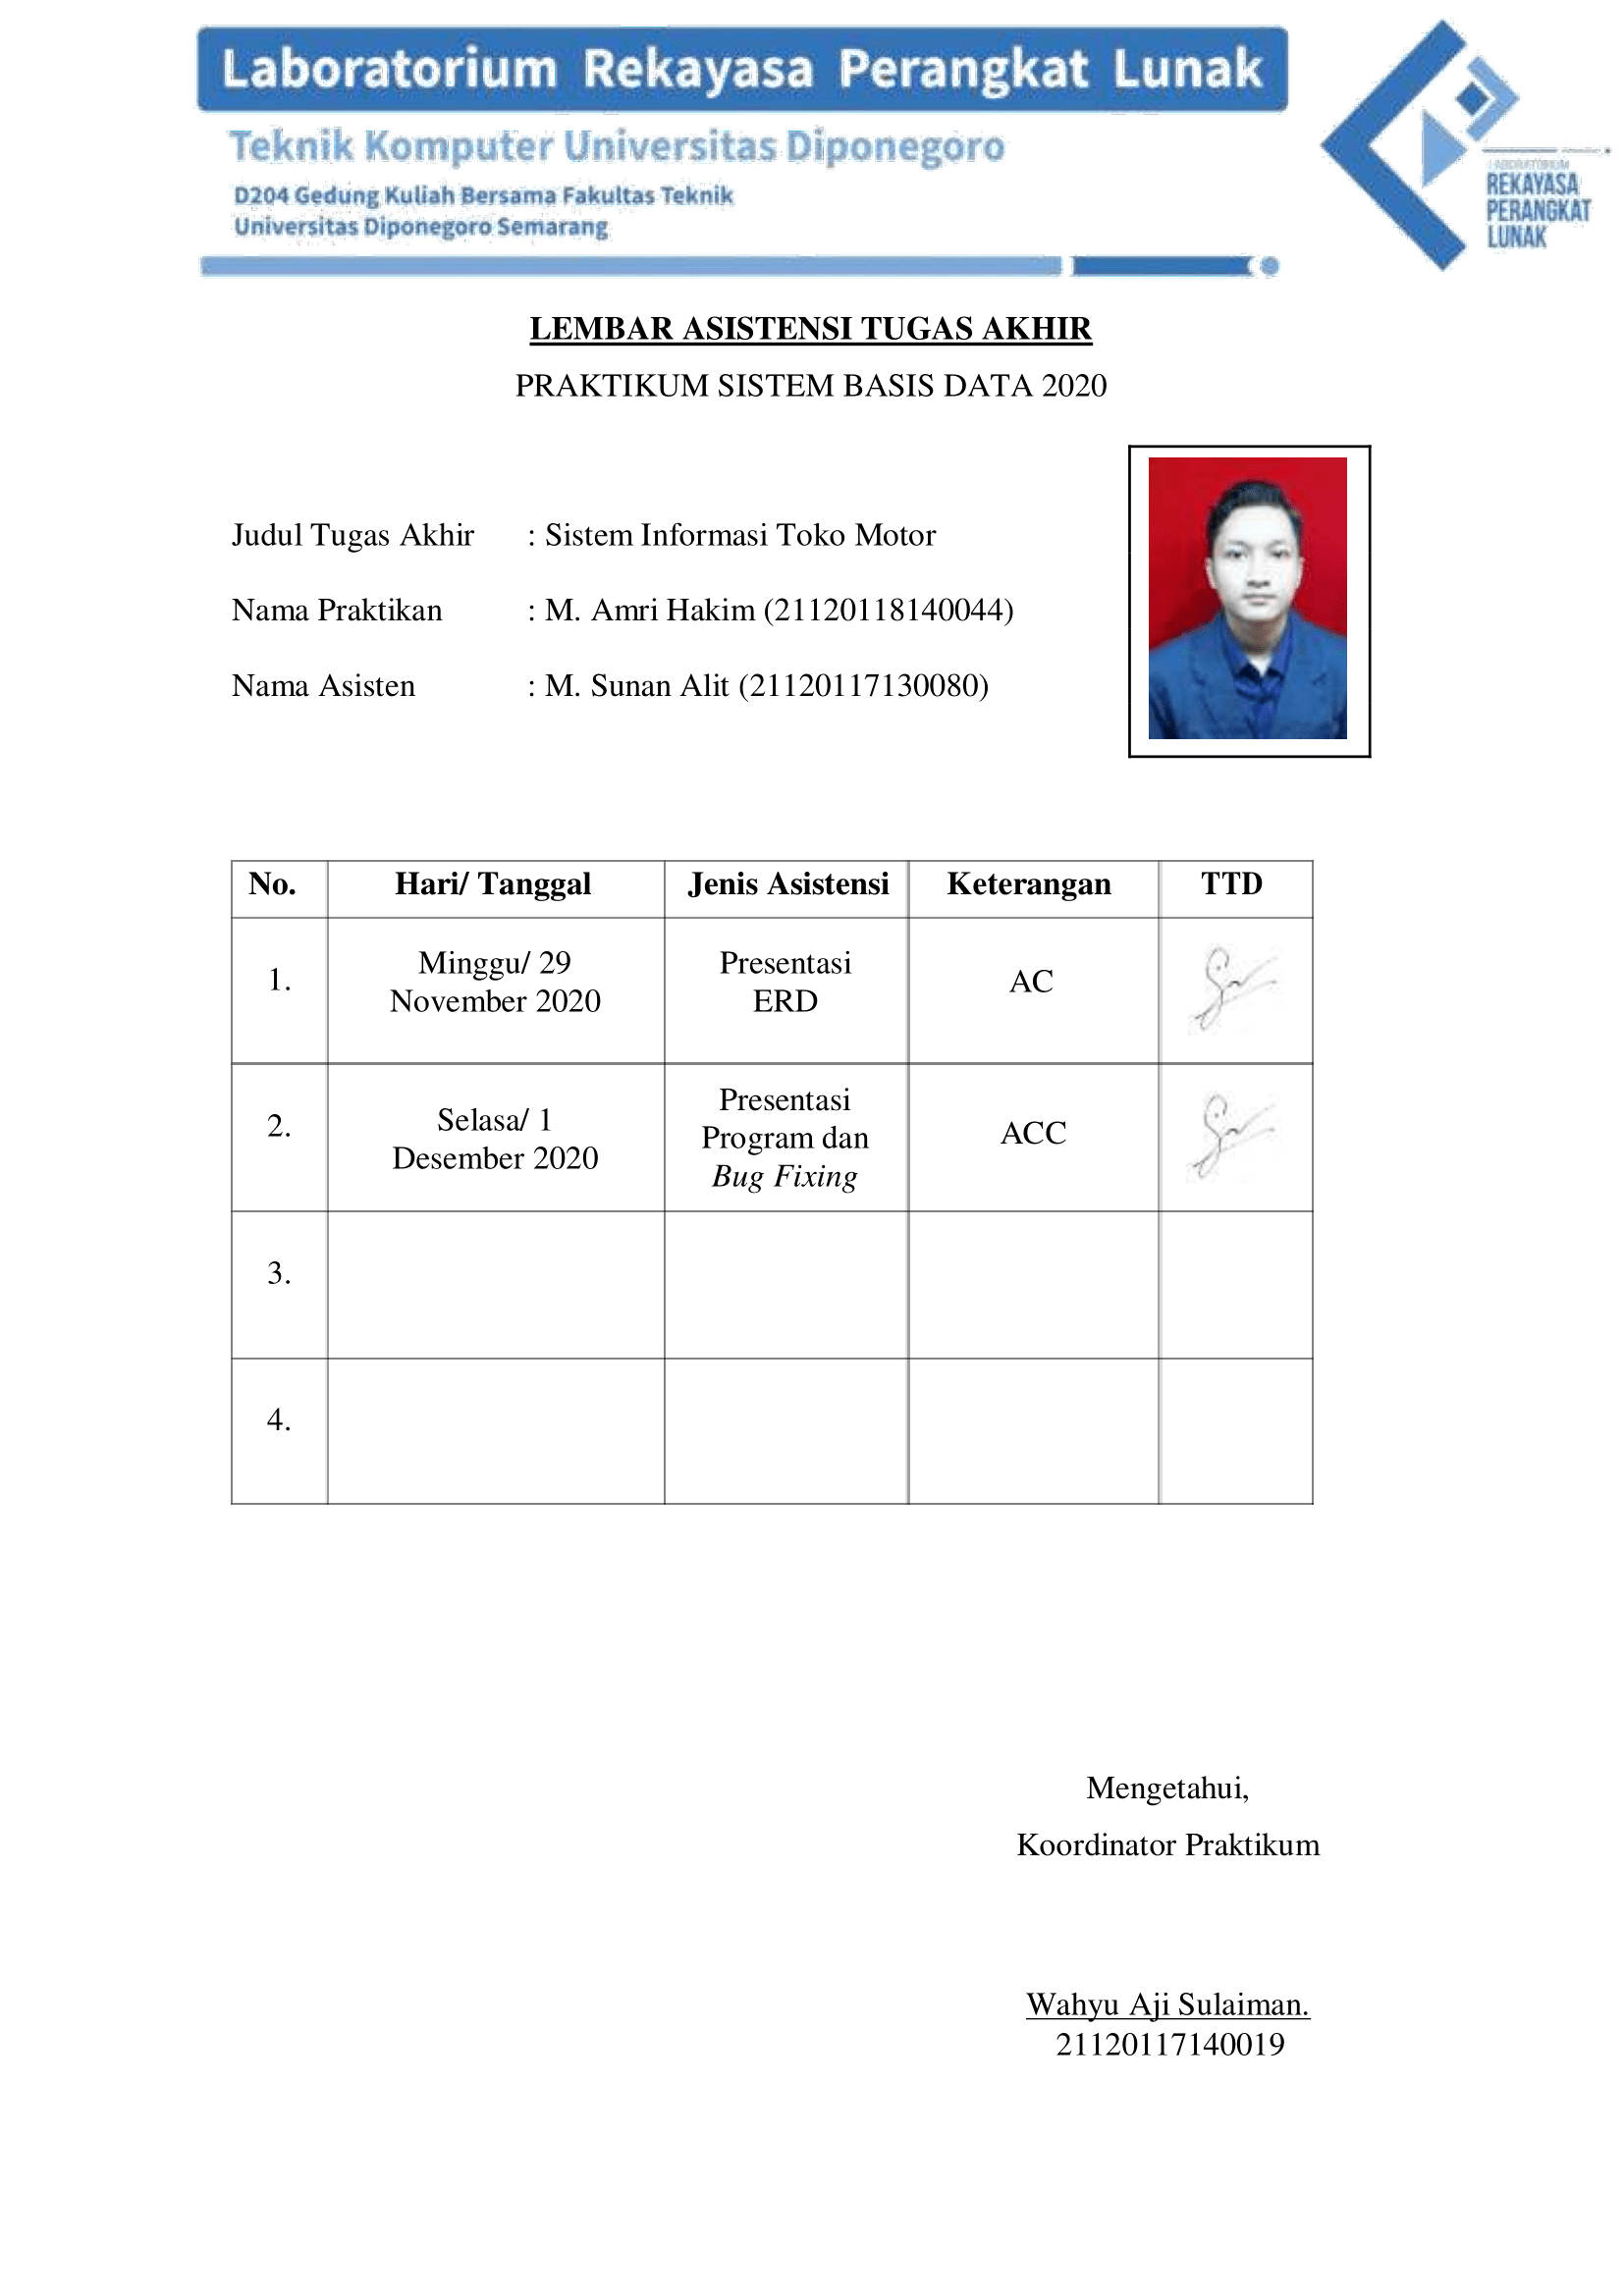 Laboratorium Rekayasa Perangkat Lunak
Teknik Komputer Universitas Diponegoro
D204 Gedung Kuliah Bersama Fakultas Teknik
Universitas Diponegoro Semarang
LABORATORIUM
REKAYASA
PERANGKAT
LUNAK
LEMBAR ASISTENSI TUGAS AKHIR
PRAKTIKUM SISTEM BASIS DATA 2020
Judul Tugas Akhir : Sistem Informasi Toko Motor
Nama Praktikan : M. Amri Hakim (21120118140044)
Nama Asisten : M. Sunan Alit (21120117130080)
No. Hari/ Tanggal Jenis Asistensi Keterangan TTD
1. Minggu/ 29
November 2020
Presentasi
ERD
AC
2. Selasa/ 1
Desember 2020
Presentasi
Program dan
Bug Fixing
ACC
3.
4.
Mengetahui,
Koordinator Praktikum
Wahyu Aji Sulaiman.
21120117140019